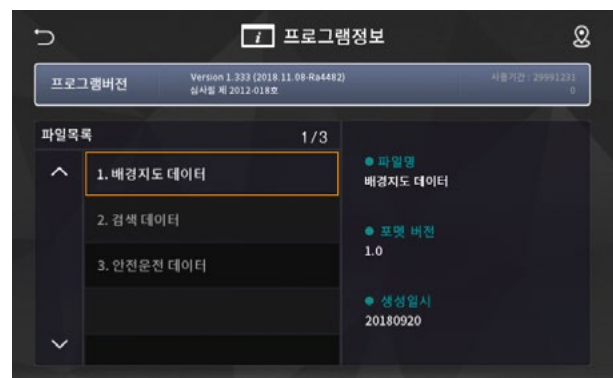 프로그램정보
프로그램버전
Version 1.333 (2018.11.08-Ra4482)
심사필 제 2012-018호
사용기간 : 29991231
0
파일목록
1/3
1. 배경지도 데이터
2. 검색 데이터
3. 안전운전 데이터
● 파일명
배경지도 데이터
● 포멧 버전
1.0
● 생성일시
20180920